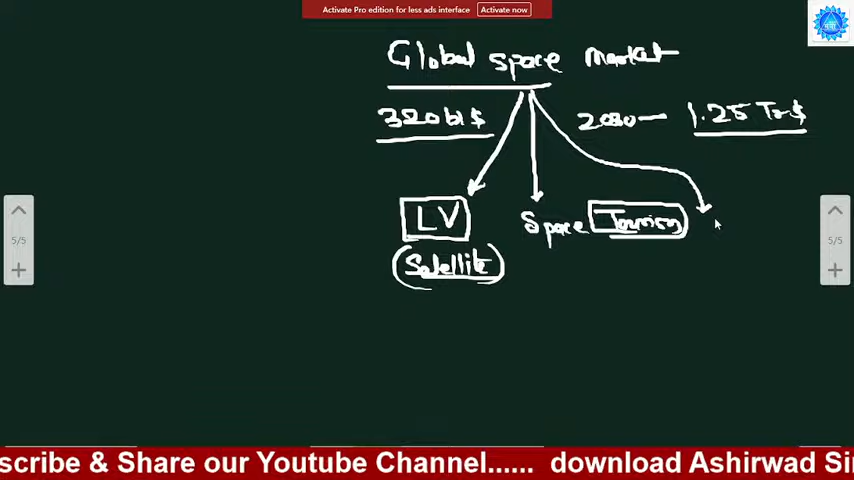 Activate Pro edition for less ads interface Activate now
Global space market
320 bl $ 2030 — 1.25 Tr $
LV Space Tourism
(Satellite)
5/5 5/5
scribe & Share our Youtube Channel...... download Ashirwad Si